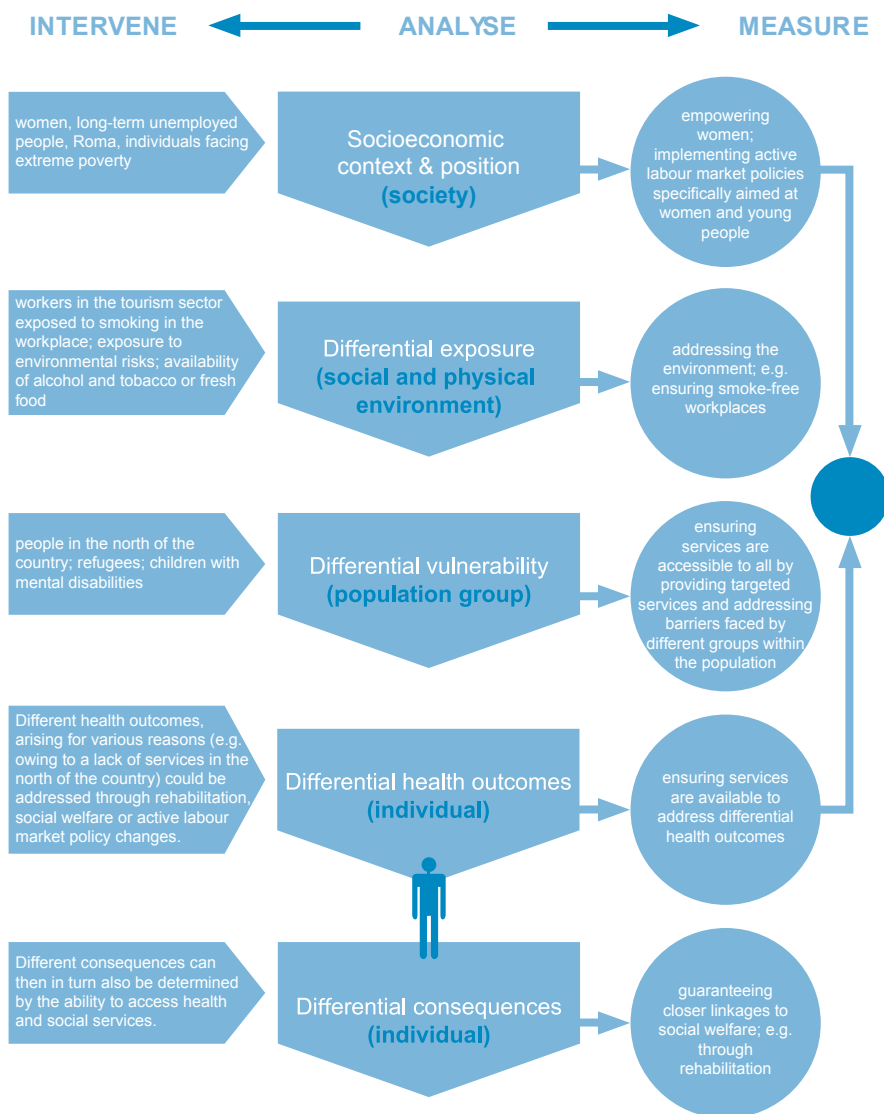 INTERVENE ANALYSE MEASURE
women, long-term unemployed
people, Roma, individuals facing
extreme poverty
Socioeconomic
context & position
(society)
empowering
women;
implementing active
labour market policies
specifically aimed at
women and young
people
workers in the tourism sector
exposed to smoking in the
workplace; exposure to
environmental risks; availability
of alcohol and tobacco or fresh
food
Differential exposure
(social and physical
environment)
addressing the
environment; e.g.
ensuring smoke-free
workplaces
people in the north of the
country; refugees; children with
mental disabilities
Differential vulnerability
(population group)
ensuring
services are
accessible to all by
providing targeted
services and addressing
barriers faced by
different groups within
the population
Different health outcomes,
arising for various reasons (e.g.
owing to a lack of services in the
north of the country) could be
addressed through rehabilitation,
social welfare or active labour
market policy changes.
Differential health outcomes
(individual)
ensuring services
are available to
address differential
health outcomes
Different consequences can
then in turn also be determined
by the ability to access health
and social services.
Differential consequences
(individual)
guaranteeing
closer linkages to
social welfare; e.g.
through
rehabilitation